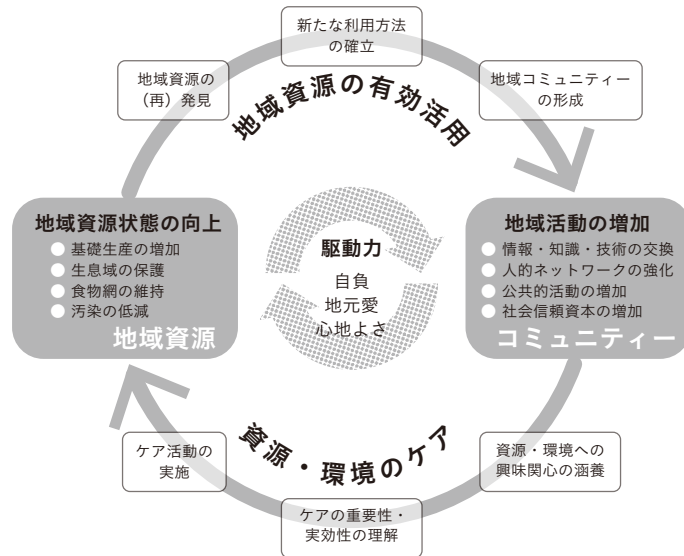 新たな利用方法
の確立
地域資源の
（再）発見
地域コミュニティー
の形成
地域資源の有効活用
地域資源状態の向上
基礎生産の増加
生息域の保護
食物網の維持
汚染の低減
地域資源
駆動力
自負
地元愛
心地よさ
地域活動の増加
情報・知識・技術の交換
人的ネットワークの強化
公共的活動の増加
社会信頼資本の増加
コミュニティー
資源・環境のケア
ケア活動の
実施
資源・環境への
興味関心の涵養
ケアの重要性・
実効性の理解